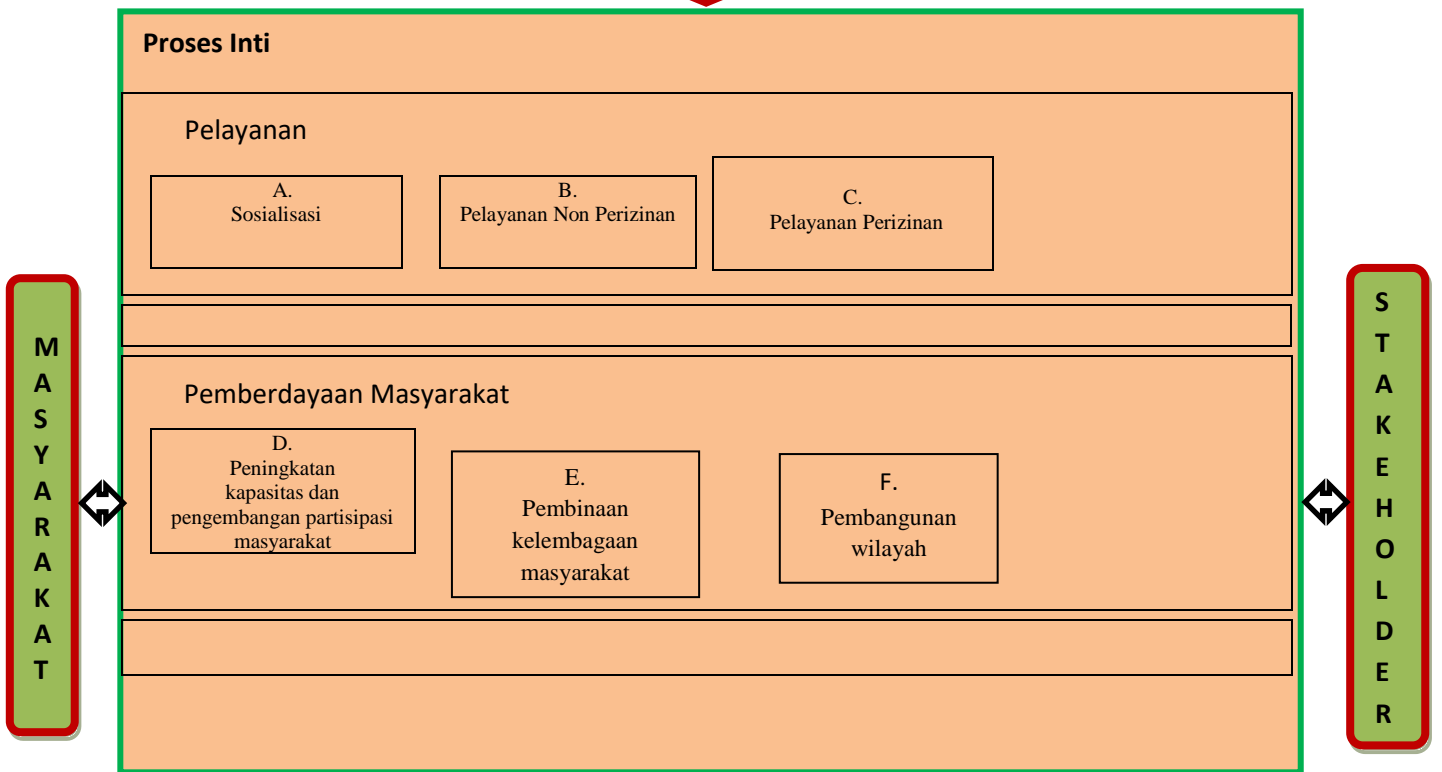 Proses Inti
Pelayanan
A.
Sosialisasi
B.
Pelayanan Non Perizinan
C.
Pelayanan Perizinan
Pemberdayaan Masyarakat
D.
Peningkatan
kapasitas dan
pengembangan partisipasi
masyarakat
E.
Pembinaan
kelembagaan
masyarakat
F.
Pembangunan
wilayah
M
A
S
Y
A
R
A
K
A
T
S
T
A
K
E
H
O
L
D
E
R